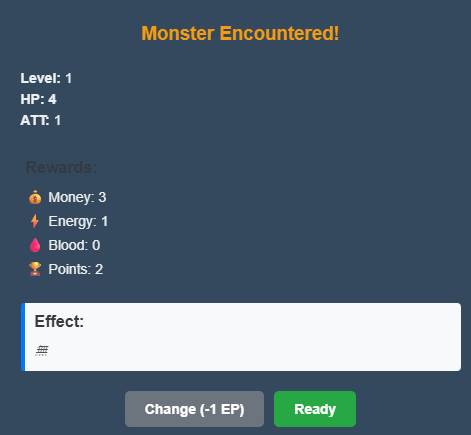 Monster Encountered!
Level: 1
HP: 4
ATT: 1
Rewards:
💰 Money: 3
⚡ Energy: 1
🩸 Blood: 0
🏆 Points: 2
Effect:
無
Change (-1 EP)
Ready